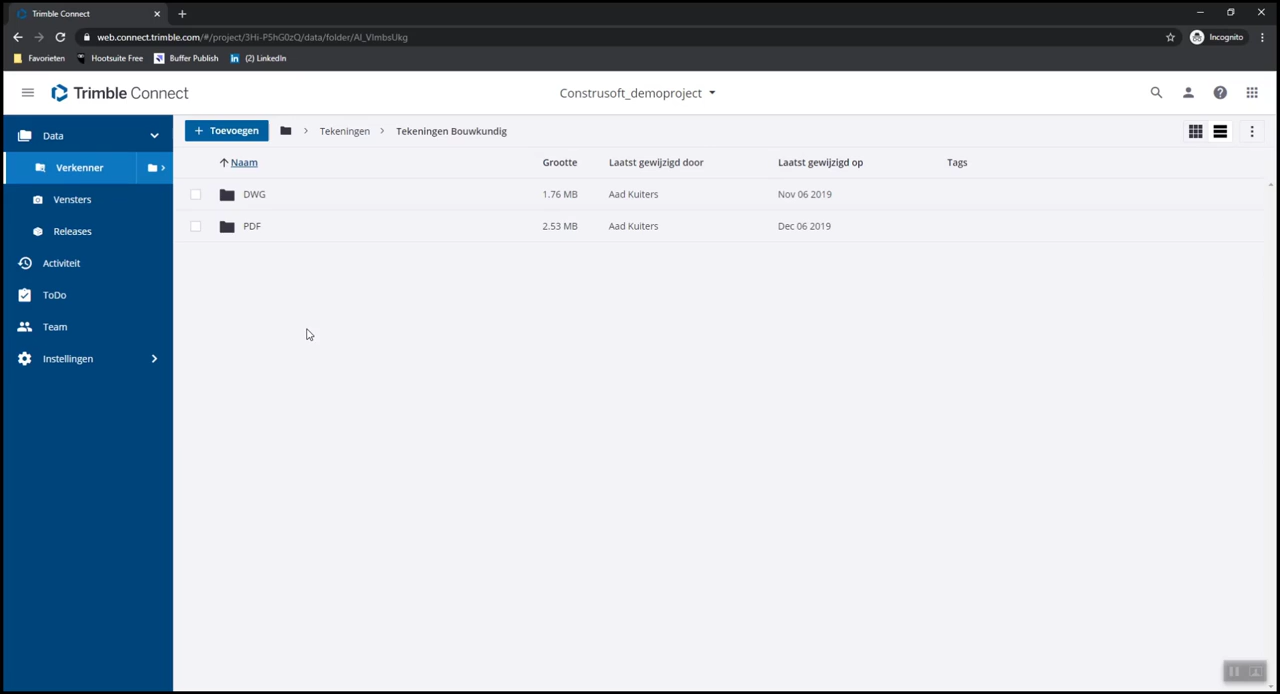 Trimble Connect
web.connect.trimble.com/#/project/3Hi-P5hG0zQ/data/folder/AI_VImbsUkg
Incognito
Favorieten Hootsuite Free Buffer Publish (2) LinkedIn
Trimble Connect Construsoft_demoproject
Data
Toevoegen Tekeningen Tekeningen Bouwkundig
Naam Grootte Laatst gewijzigd door Laatst gewijzigd op Tags
Verkenner
DWG 1.76 MB Aad Kuiters Nov 06 2019
Vensters
PDF 2.53 MB Aad Kuiters Dec 06 2019
Releases
Activiteit
ToDo
Team
Instellingen